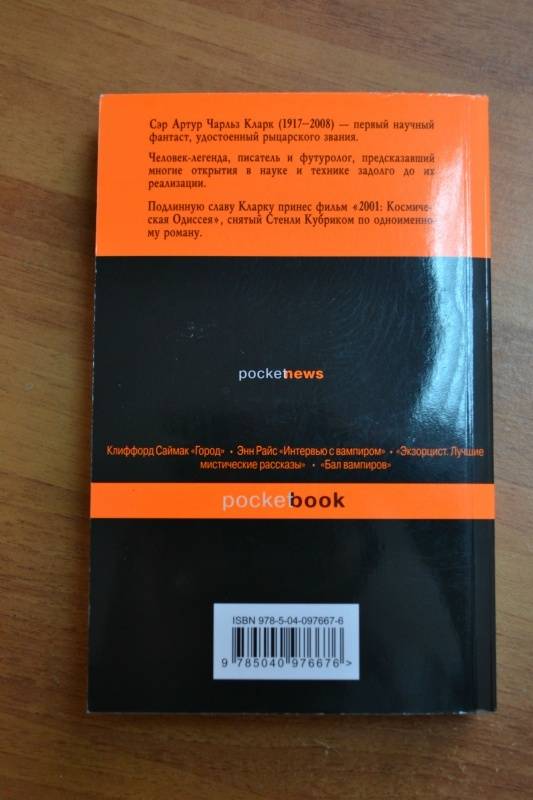 Сэр Артур Чарльз Кларк (1917–2008) — первый научный
фантаст, удостоенный рыцарского звания.
Человек-легенда, писатель и футуролог, предсказавший
многие открытия в науке и технике задолго до их
реализации.
Подлинную славу Кларку принес фильм «2001: Космиче-
ская Одиссея», снятый Стенли Кубриком по одноименно-
му роману.
pocketnews
Клиффорд Саймак «Город» • Энн Райс «Интервью с вампиром» • «Экзорцист. Лучшие
мистические рассказы» • «Бал вампиров»
pocketbook
ISBN 978-5-04-097667-6
9 785040 976676 >